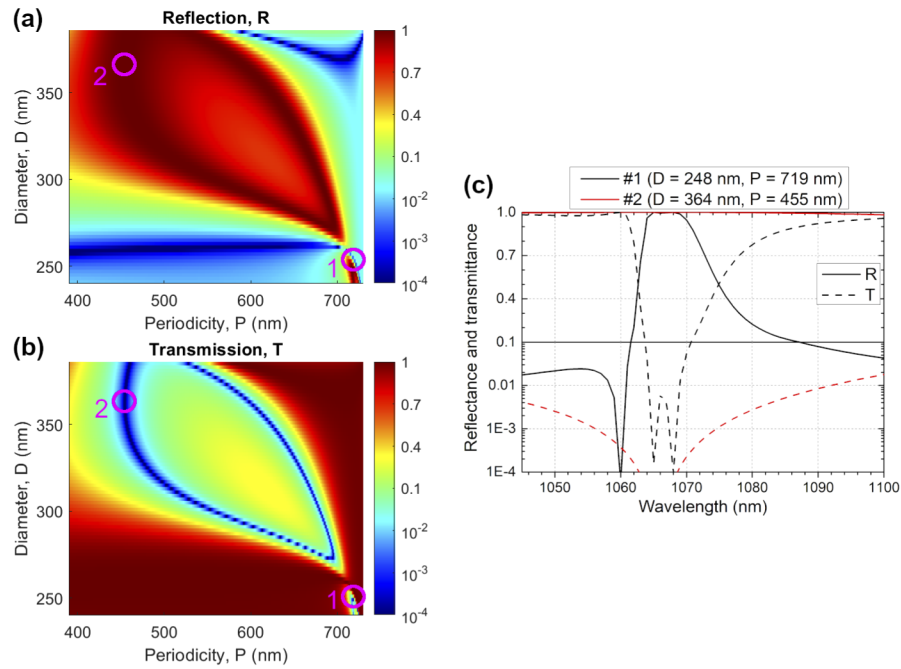 (a)
Reflection, R
Diameter, D (nm)
350
300
250
400
500
600
700
Periodicity, P (nm)
1
0.7
0.4
0.1
10-2
10-3
10-4
2
1
(b)
Transmission, T
Diameter, D (nm)
350
300
250
400
500
600
700
Periodicity, P (nm)
1
0.7
0.4
0.1
10-2
10-3
10-4
2
1
(c)
#1 (D = 248 nm, P = 719 nm)
#2 (D = 364 nm, P = 455 nm)
Reflectance and transmittance
1.0
0.7
0.4
0.1
0.01
1E-3
1E-4
R
T
1050
1060
1070
1080
1090
1100
Wavelength (nm)